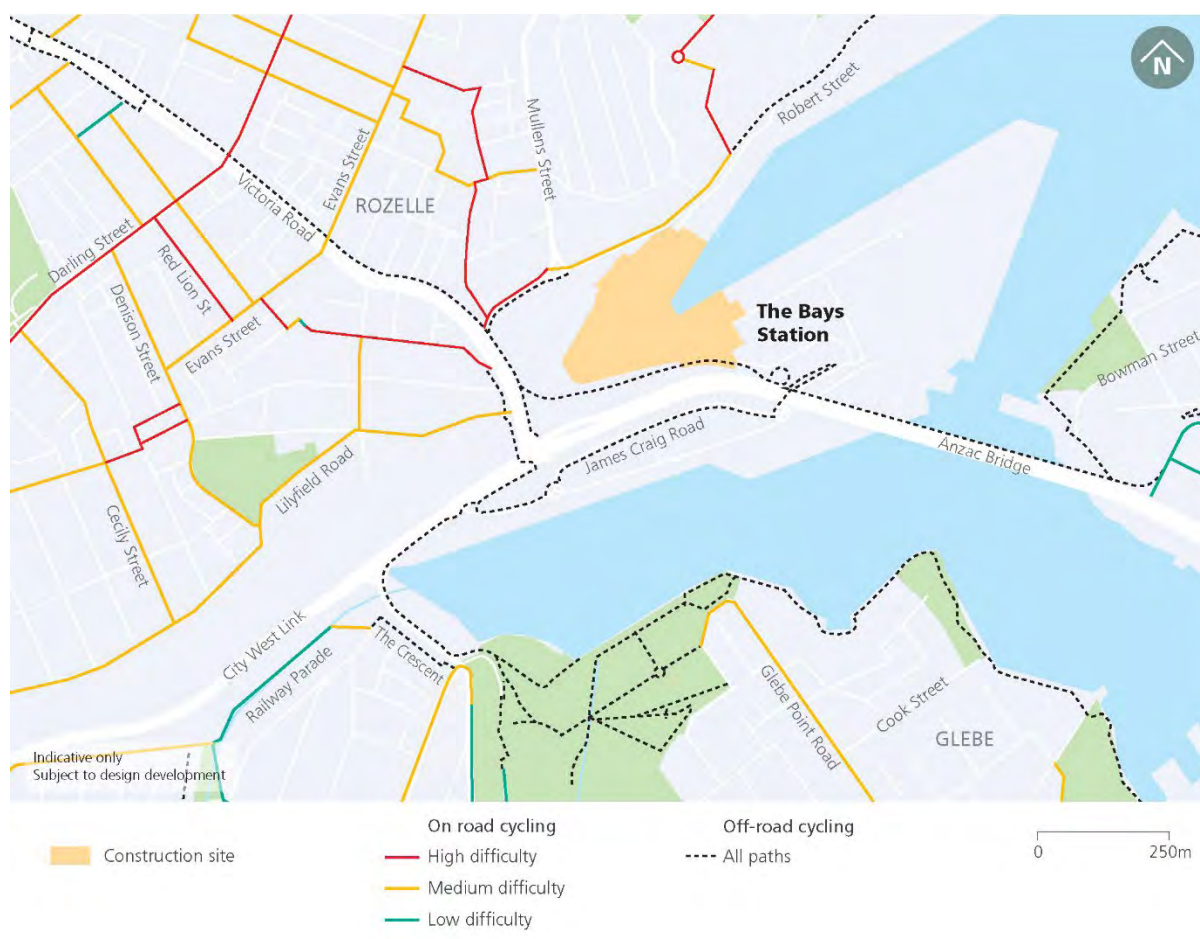 N
Robert Street
Mullens Street
Evans Street
ROZELLE
Victoria Road
Darling Street
Red Lion St
Denison Street
Evans Street
The Bays
Station
Bowman Street
James Craig Road
Anzac Bridge
Lilyfield Road
Cecily Street
City West Link
The Crescent
Railway Parade
Glebe Point Road
Cook Street
GLEBE
Indicative only
Subject to design development
Construction site
On road cycling
High difficulty
Medium difficulty
Low difficulty
Off-road cycling
All paths
0 250m